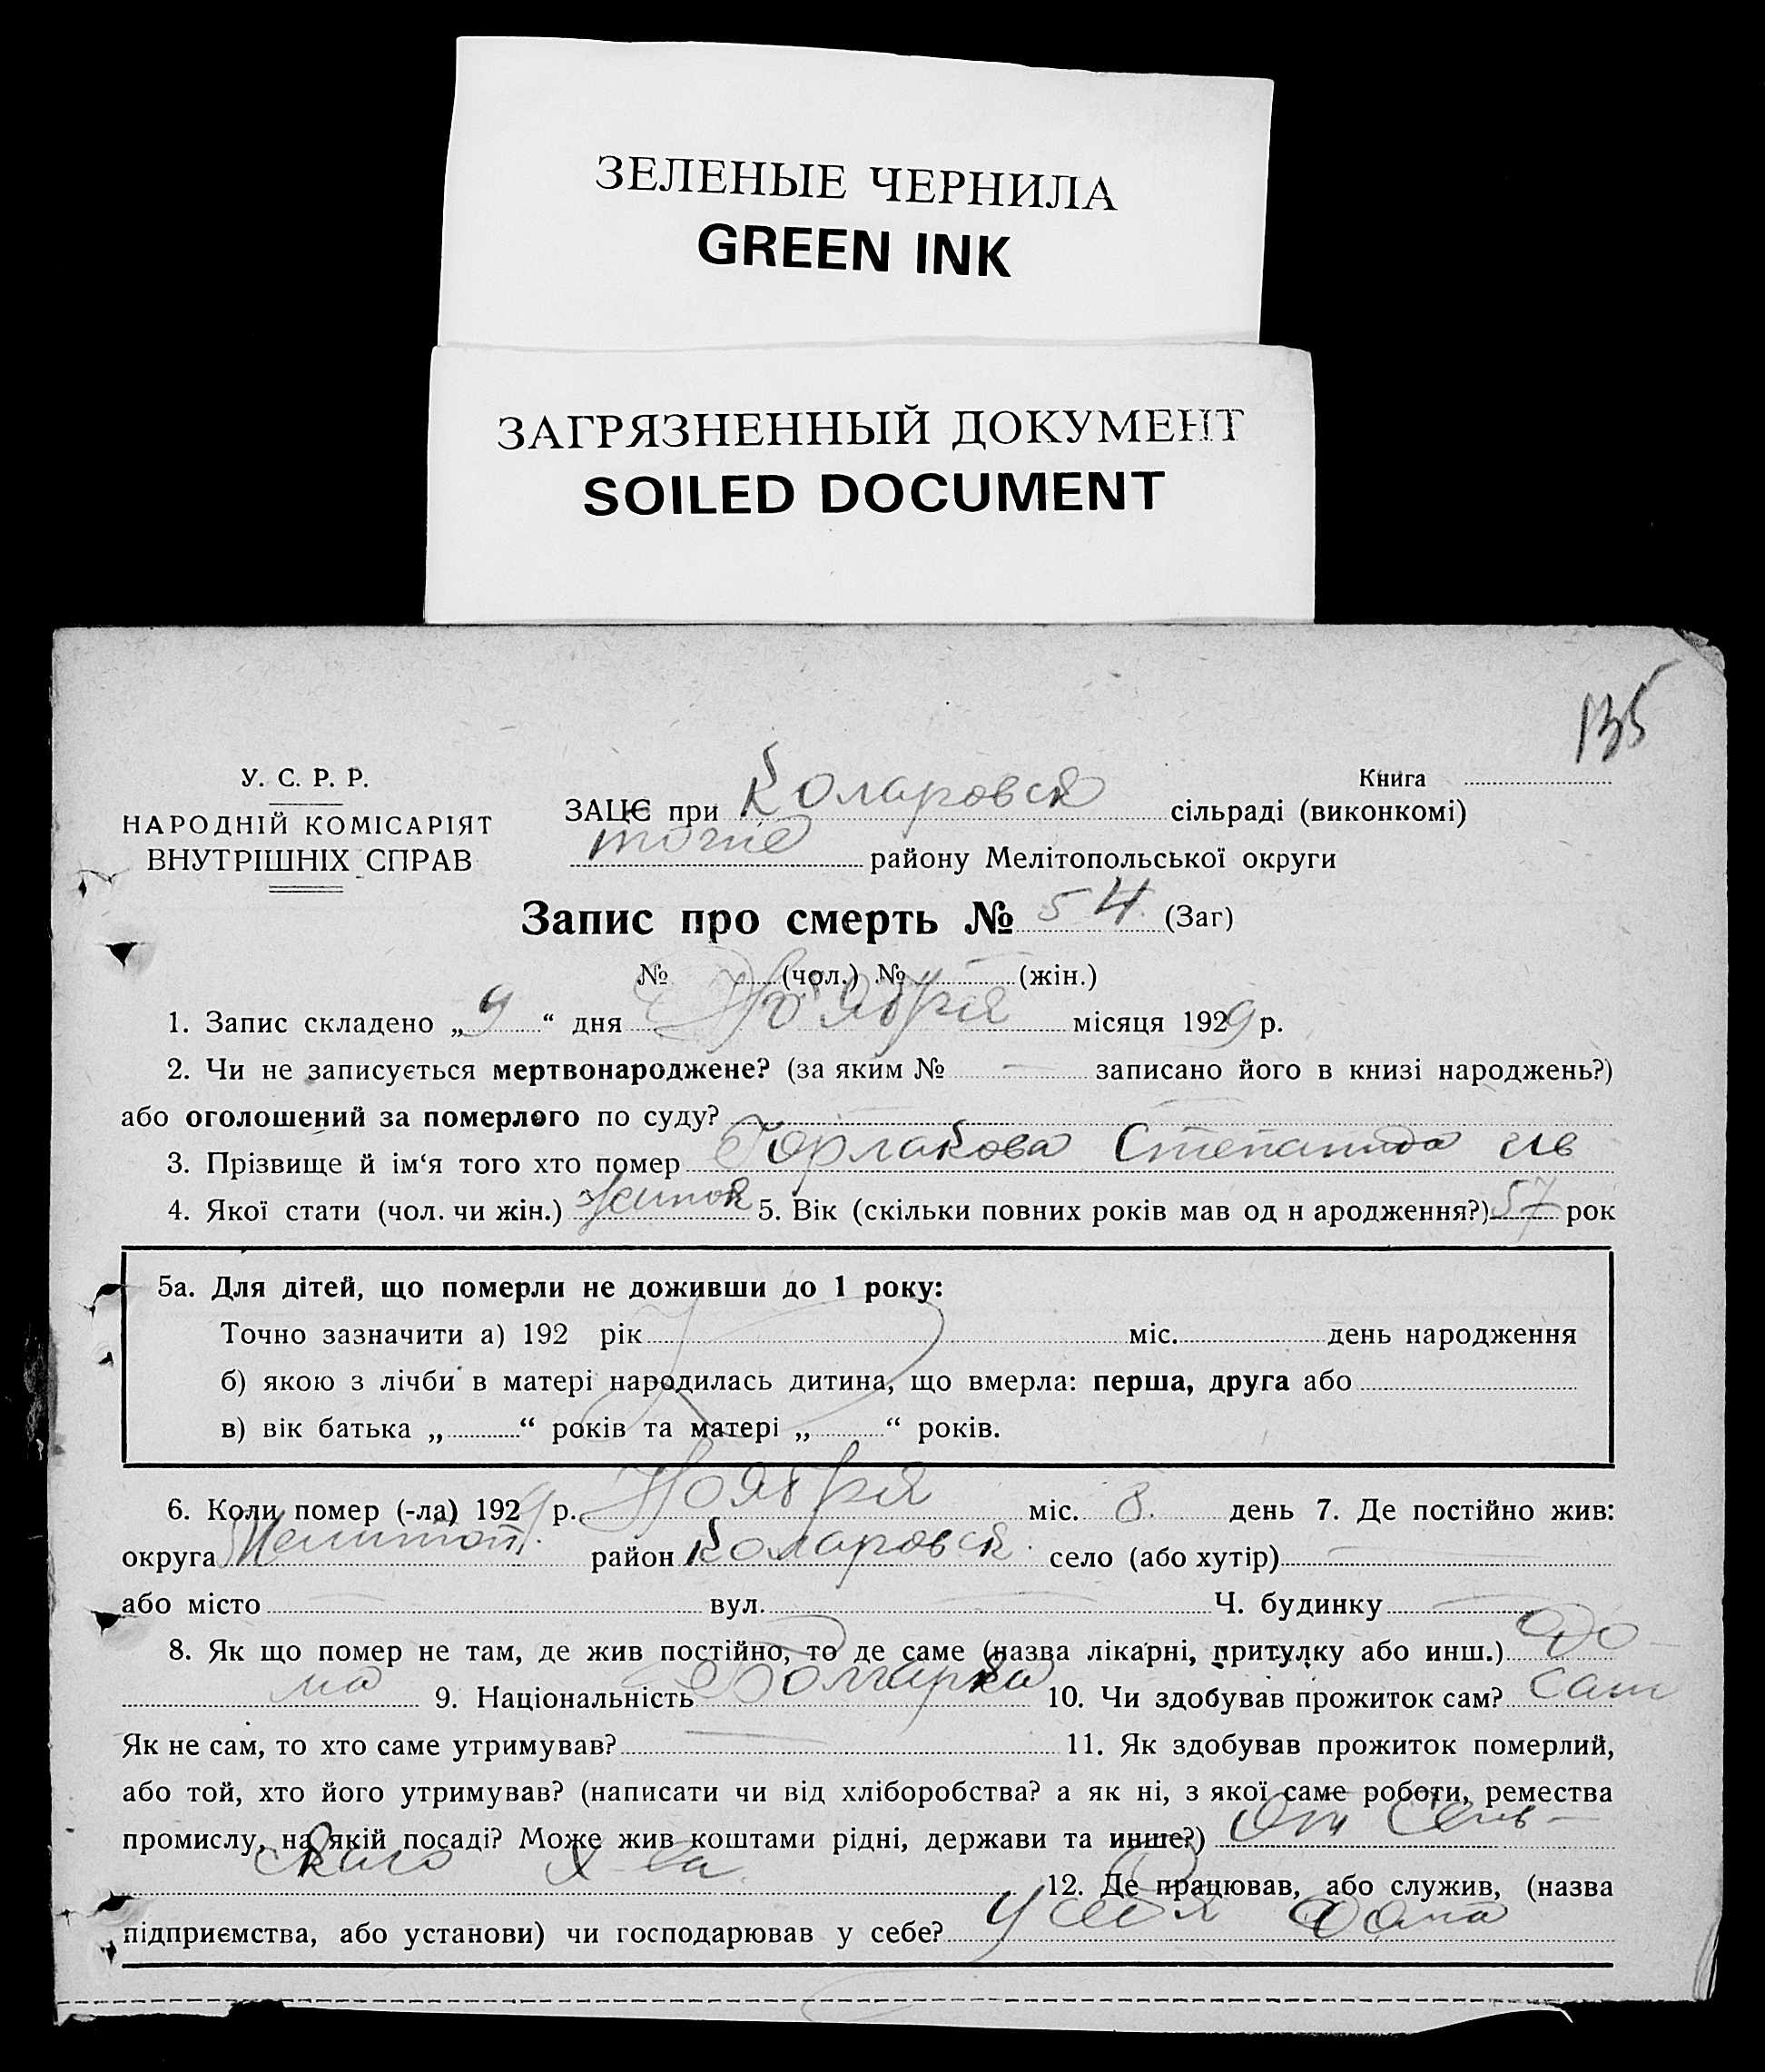 ЗЕЛЕНЫЕ ЧЕРНИЛА
GREEN INK
ЗАГРЯЗНЕННЫЙ ДОКУМЕНТ
SOILED DOCUMENT
135
У. С. Р. Р.
НАРОДНІЙ КОМІСАРІЯТ
ВНУТРІШНІХ СПРАВ
Книга
ЗАЦЄ при Коларовск сільраді (виконкомі)
тоже району Мелітопольської округи
Запис про смерть № 54 (Заг)
№ (чол.) № (жін.)
1. Запис складено „9“ дня Ноября місяця 1929 р.
2. Чи не записується мертвонароджене? (за яким № — записано його в книзі народжень?)
або оголошений за померлого по суду? —
3. Прізвище й ім‘я того хто помер Степанида Ив
4. Якої стати (чол. чи жін.) 5. Вік (скільки повних років мав од н ародження?) 57 рок
5а. Для дітей, що померли не доживши до 1 року:
Точно зазначити а) 192 рік міс. день народження
б) якою з лічби в матері народилась дитина, що вмерла: перша, друга або
в) вік батька „ “ років та матері „ “ років.
6. Коли помер (-ла) 1929 р. Ноября міс. 8. день 7. Де постійно жив:
округа Мелитоп. район Коларовск. село (або хутір) —
або місто — вул. — Ч. будинку —
8. Як що помер не там, де жив постійно, то де саме (назва лікарні, притулку або инш.) До-
ма 9. Національність Болгарка 10. Чи здобував прожиток сам? Сам
Як не сам, то хто саме утримував? — 11. Як здобував прожиток померлий,
або той, хто його утримував? (написати чи від хліборобства? а як ні, з якої саме роботи, ремества
промислу, на якій посаді? Може жив коштами рідні, держави та инше?) От Сель-
ского х-ва. 12. Де працював, або служив, (назва
підприємства, або установи) чи господарював у себе? У себя дома